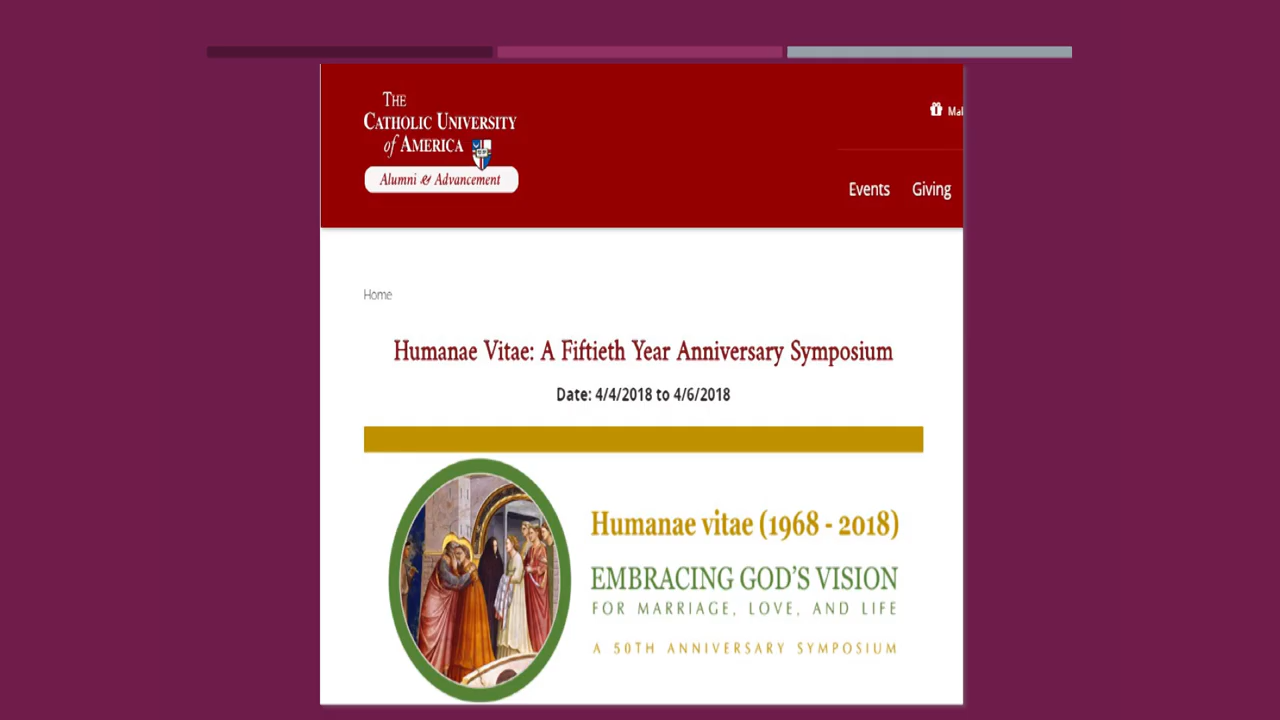 THE
CATHOLIC UNIVERSITY
of AMERICA
Alumni & Advancement
Events Giving
Home
Humanae Vitae: A Fiftieth Year Anniversary Symposium
Date: 4/4/2018 to 4/6/2018
Humanae vitae (1968 - 2018)
EMBRACING GOD'S VISION
FOR MARRIAGE, LOVE, AND LIFE
A 50TH ANNIVERSARY SYMPOSIUM